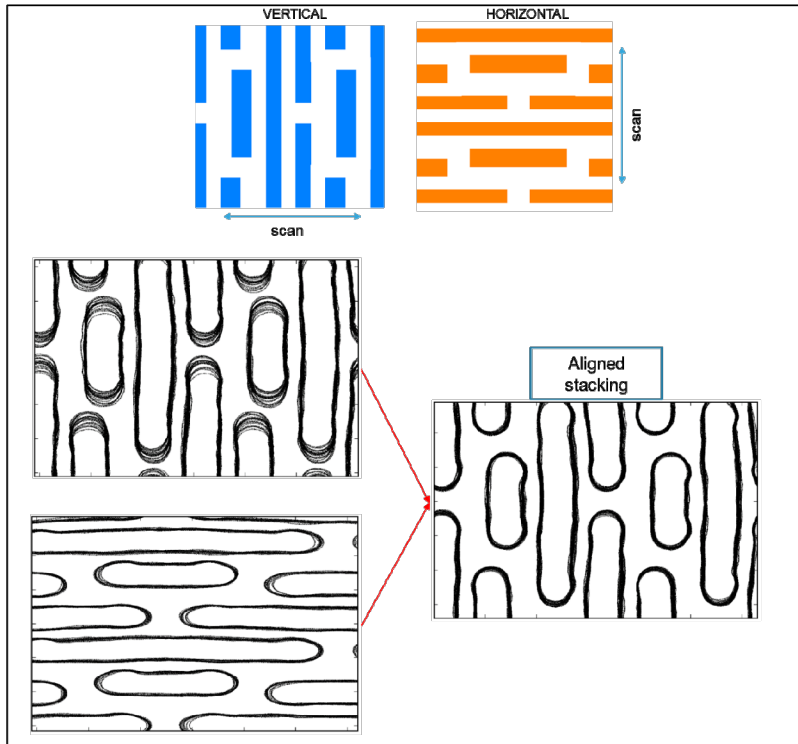 VERTICAL
HORIZONTAL
scan
scan
Aligned
stacking